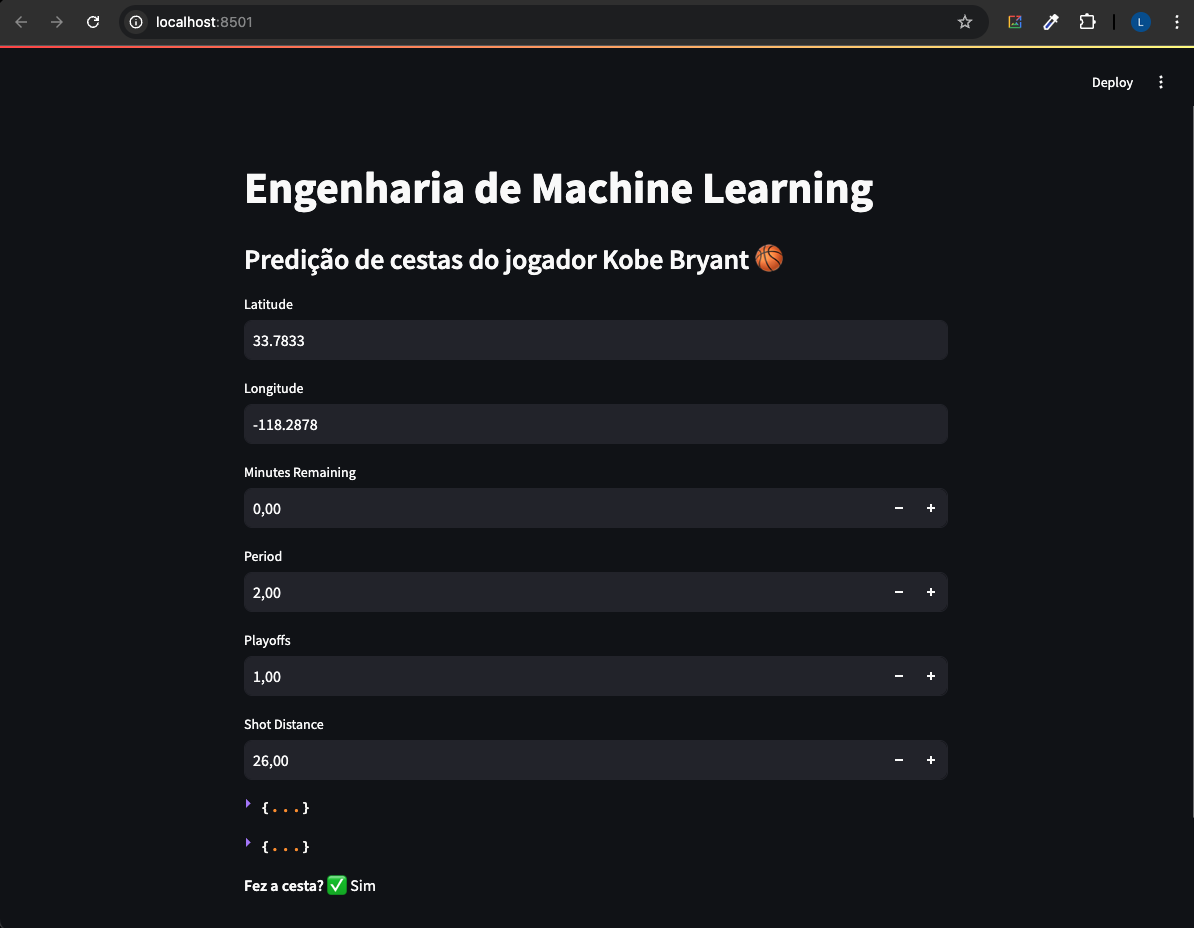 localhost:8501
L
Deploy
Engenharia de Machine Learning
Predição de cestas do jogador Kobe Bryant 🏀
Latitude
33.7833
Longitude
-118.2878
Minutes Remaining
0,00
Period
2,00
Playoffs
1,00
Shot Distance
26,00
{...}
{...}
Fez a cesta? ✅ Sim